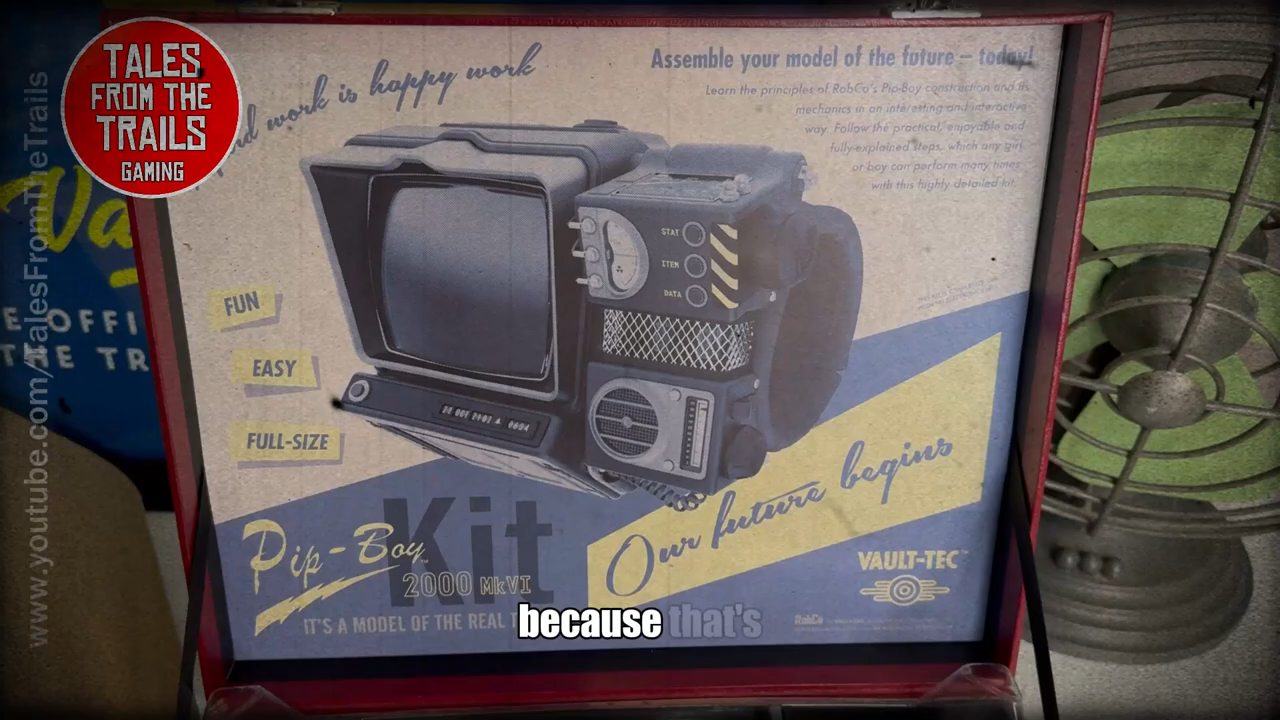 TALES
FROM THE
TRAILS
GAMING
www.youtube.com/TalesFromTheTrails
work is happy work
Assemble your model of the future – today!
Learn the principles of RobCo's Pip-Boy construction and its
mechanics in an interesting and interactive
way. Follow the practical, enjoyable and
fully-explained steps, which any girl
or boy can perform many times
with this highly detailed kit.
STAT
ITEM
DATA
FUN
EASY
FULL-SIZE
Pip-Boy
Kit
2000 MkVI
IT'S A MODEL OF THE REAL
Our future begins
VAULT-TEC
RobCo
because that's